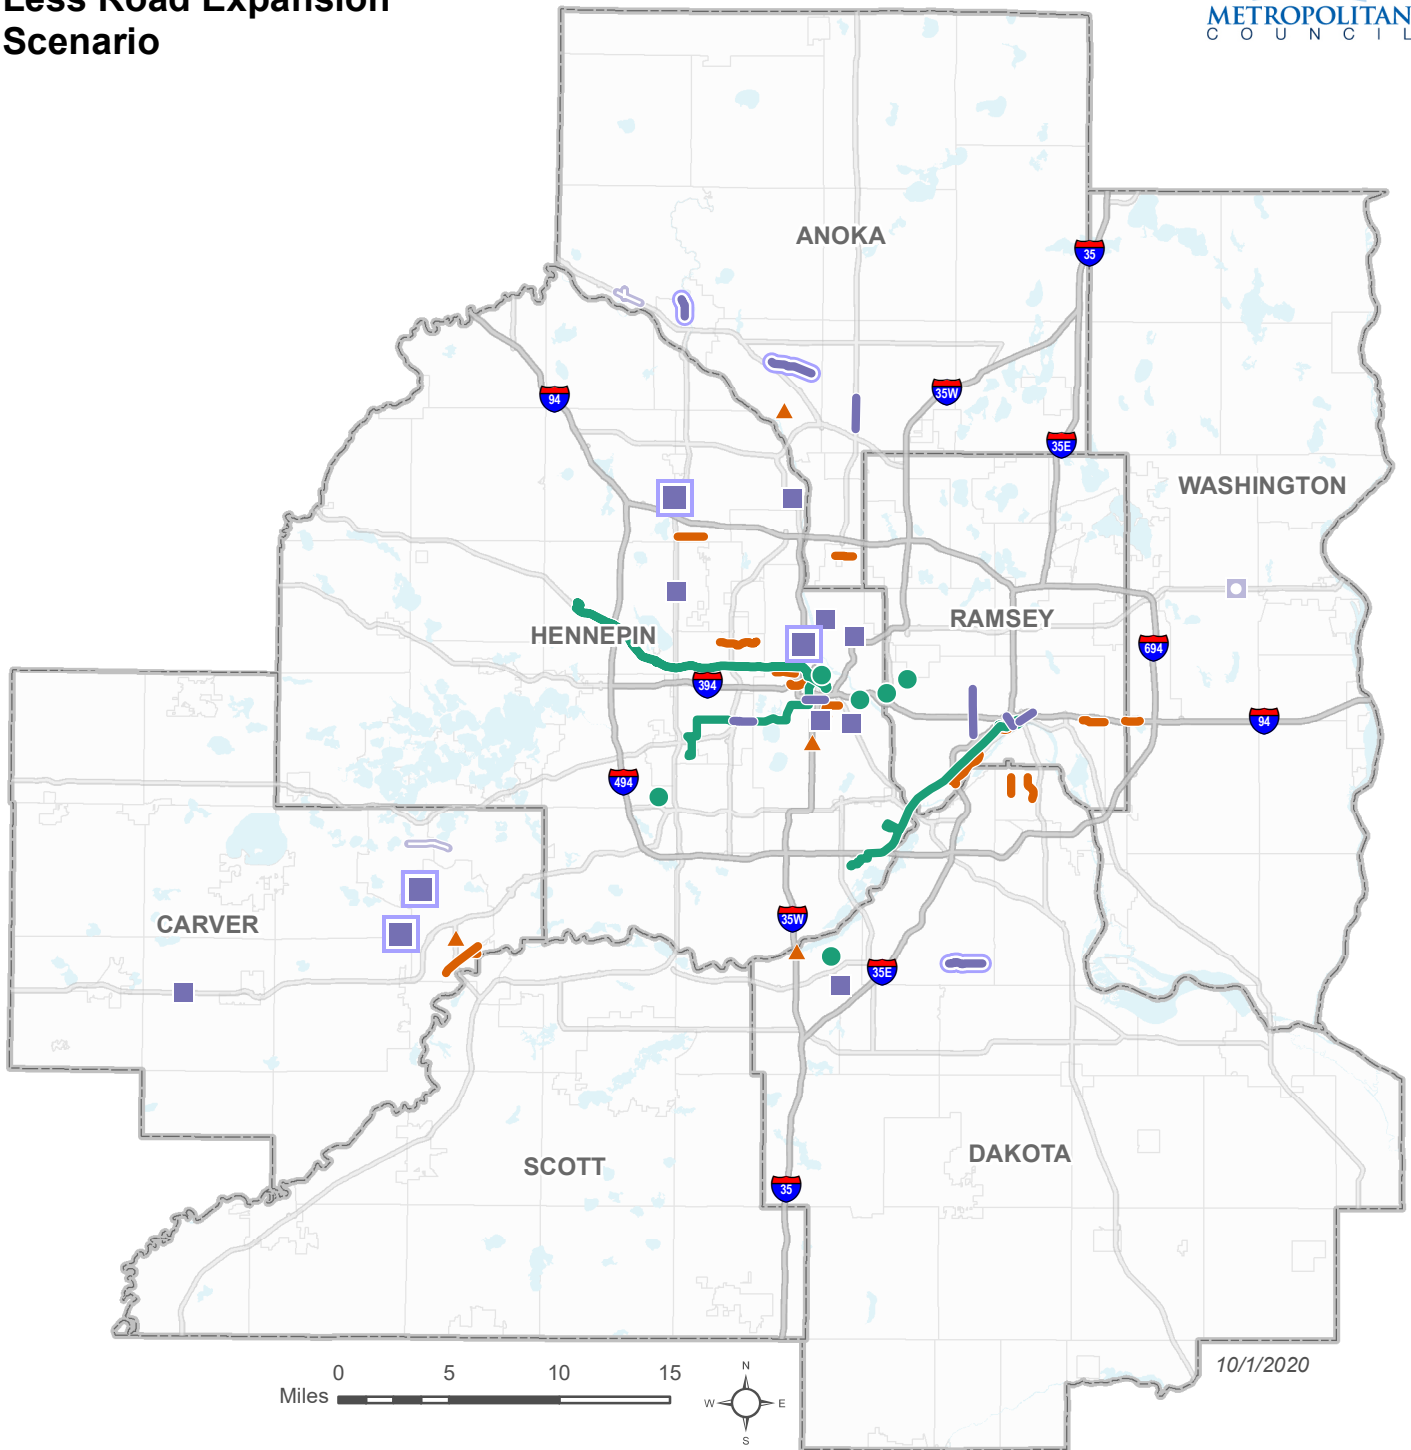 Less Road Expansion
Scenario
METROPOLITAN
COUNCIL
ANOKA
35
94
35W
35E
WASHINGTON
HENNEPIN
RAMSEY
694
394
94
494
CARVER
35W
35E
SCOTT
DAKOTA
35
0 5 10 15
Miles
N
W E
S
10/1/2020